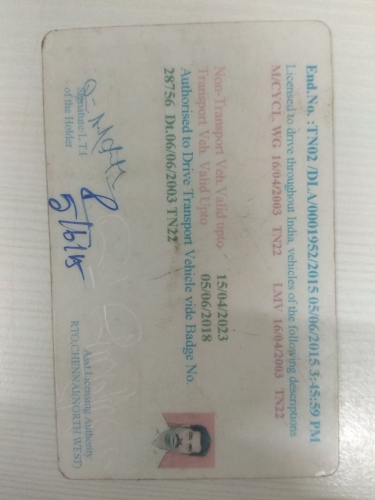 End.No. :TN02 /DLA/0001952/2015 05/06/2015 3:45:59 PM
Licensed to drive throughout India, vehicles of the following descriptions
M/CYCL. WG 16/04/2003 TN22 LMV 16/04/2003 TN22
Non-Transport Veh Valid upto 15/04/2023
Transport Veh. Valid Upto 05/06/2018
Authorised to Drive Transport Vehicle vide Badge No.
28756 Dt.06/06/2003 TN22
Signature/L.T.I
of the Holder
5/6/15
Asst Licensing Authority
RTO,CHENNAI(NORTH WEST)